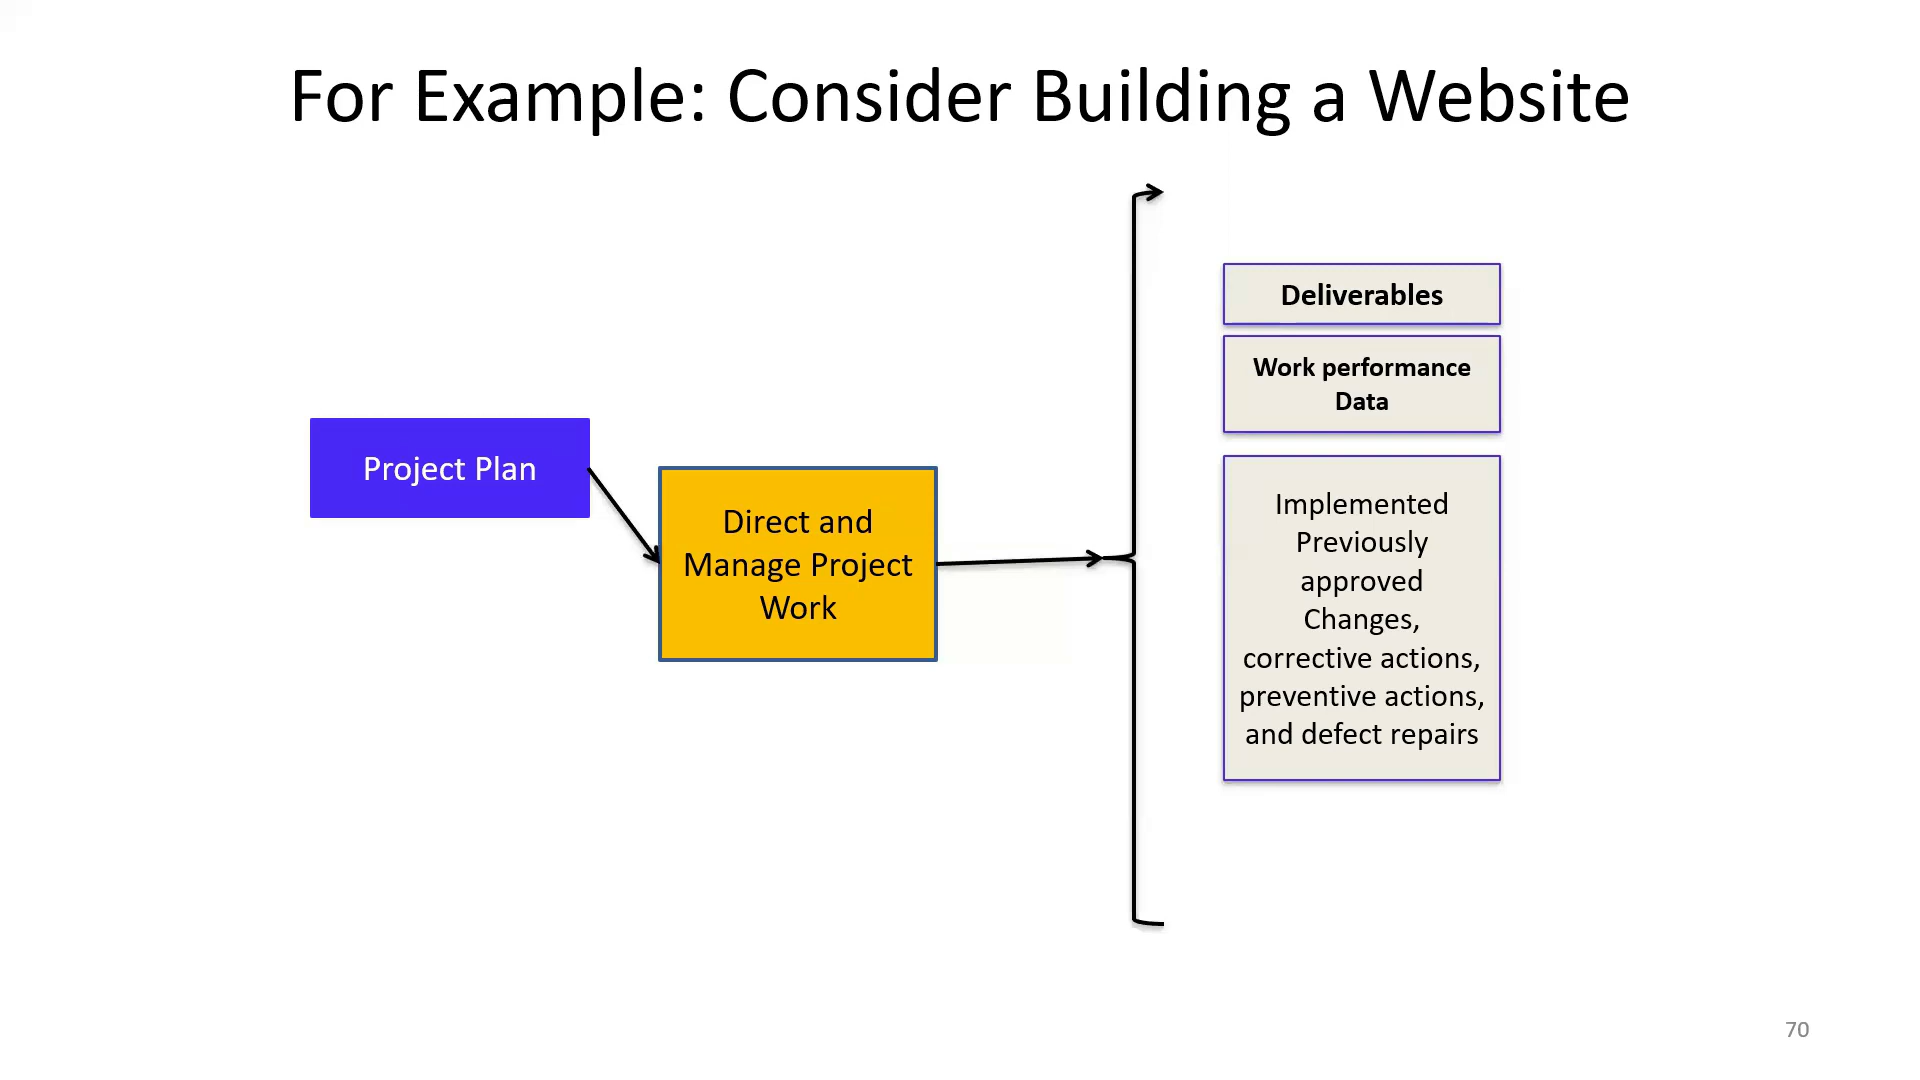 For Example: Consider Building a Website
Project Plan
Direct and
Manage Project
Work
Deliverables
Work performance
Data
Implemented
Previously
approved
Changes,
corrective actions,
preventive actions,
and defect repairs
70